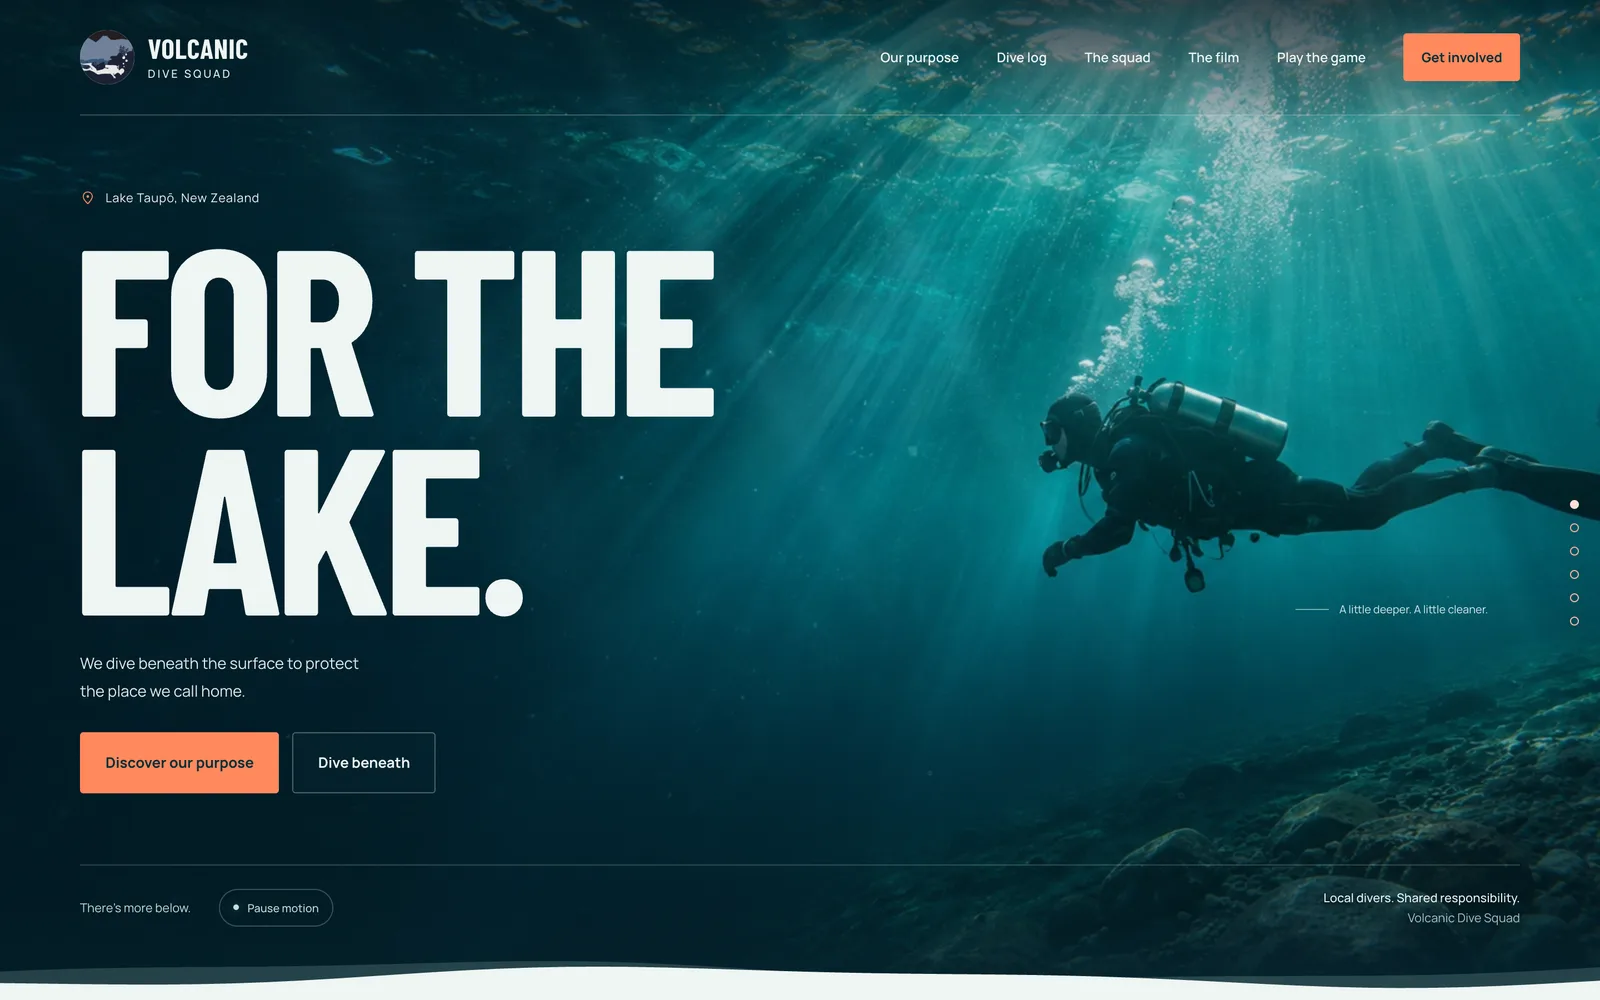 VOLCANIC
DIVE SQUAD
Our purpose
Dive log
The squad
The film
Play the game
Get involved
Lake Taupō, New Zealand
FOR THE
LAKE.
We dive beneath the surface to protect
the place we call home.
Discover our purpose
Dive beneath
A little deeper. A little cleaner.
There's more below.
Pause motion
Local divers. Shared responsibility.
Volcanic Dive Squad